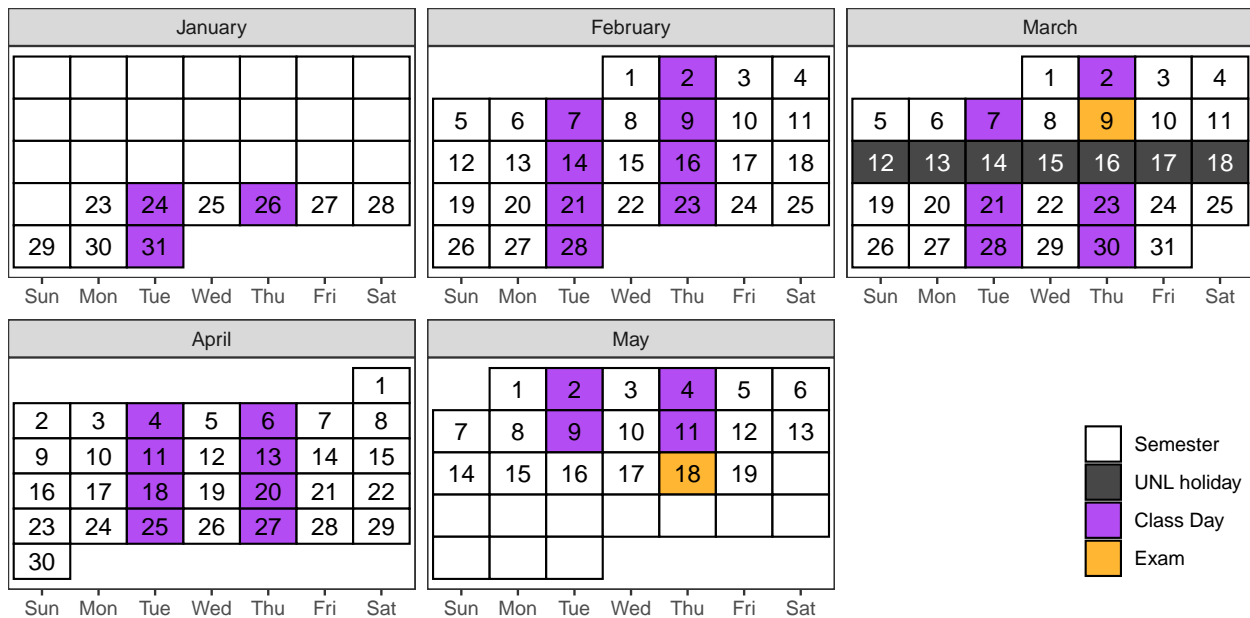 January
23 24 25 26 27 28
29 30 31
Sun Mon Tue Wed Thu Fri Sat
February
1 2 3 4
5 6 7 8 9 10 11
12 13 14 15 16 17 18
19 20 21 22 23 24 25
26 27 28
Sun Mon Tue Wed Thu Fri Sat
March
1 2 3 4
5 6 7 8 9 10 11
12 13 14 15 16 17 18
19 20 21 22 23 24 25
26 27 28 29 30 31
Sun Mon Tue Wed Thu Fri Sat
April
1
2 3 4 5 6 7 8
9 10 11 12 13 14 15
16 17 18 19 20 21 22
23 24 25 26 27 28 29
30
Sun Mon Tue Wed Thu Fri Sat
May
1 2 3 4 5 6
7 8 9 10 11 12 13
14 15 16 17 18 19
Sun Mon Tue Wed Thu Fri Sat
Semester
UNL holiday
Class Day
Exam